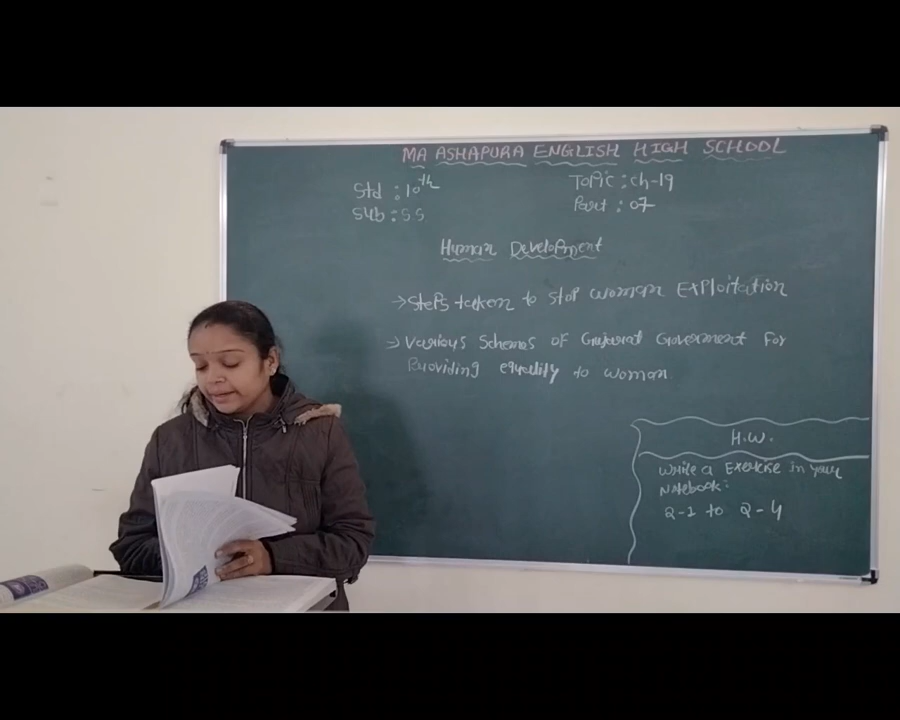 MA ASHAPURA ENGLISH HIGH SCHOOL
Std : 10th
Topic : ch-19
Sub : S.S.
Part : 07
Human Development
→ Steps taken to stop woman Exploitation
→ Various Schemes of Gujarat Goverment For
Providing equality to woman
H.W.
Write a Exercise in your
Notebook:
Q-1 to Q-4